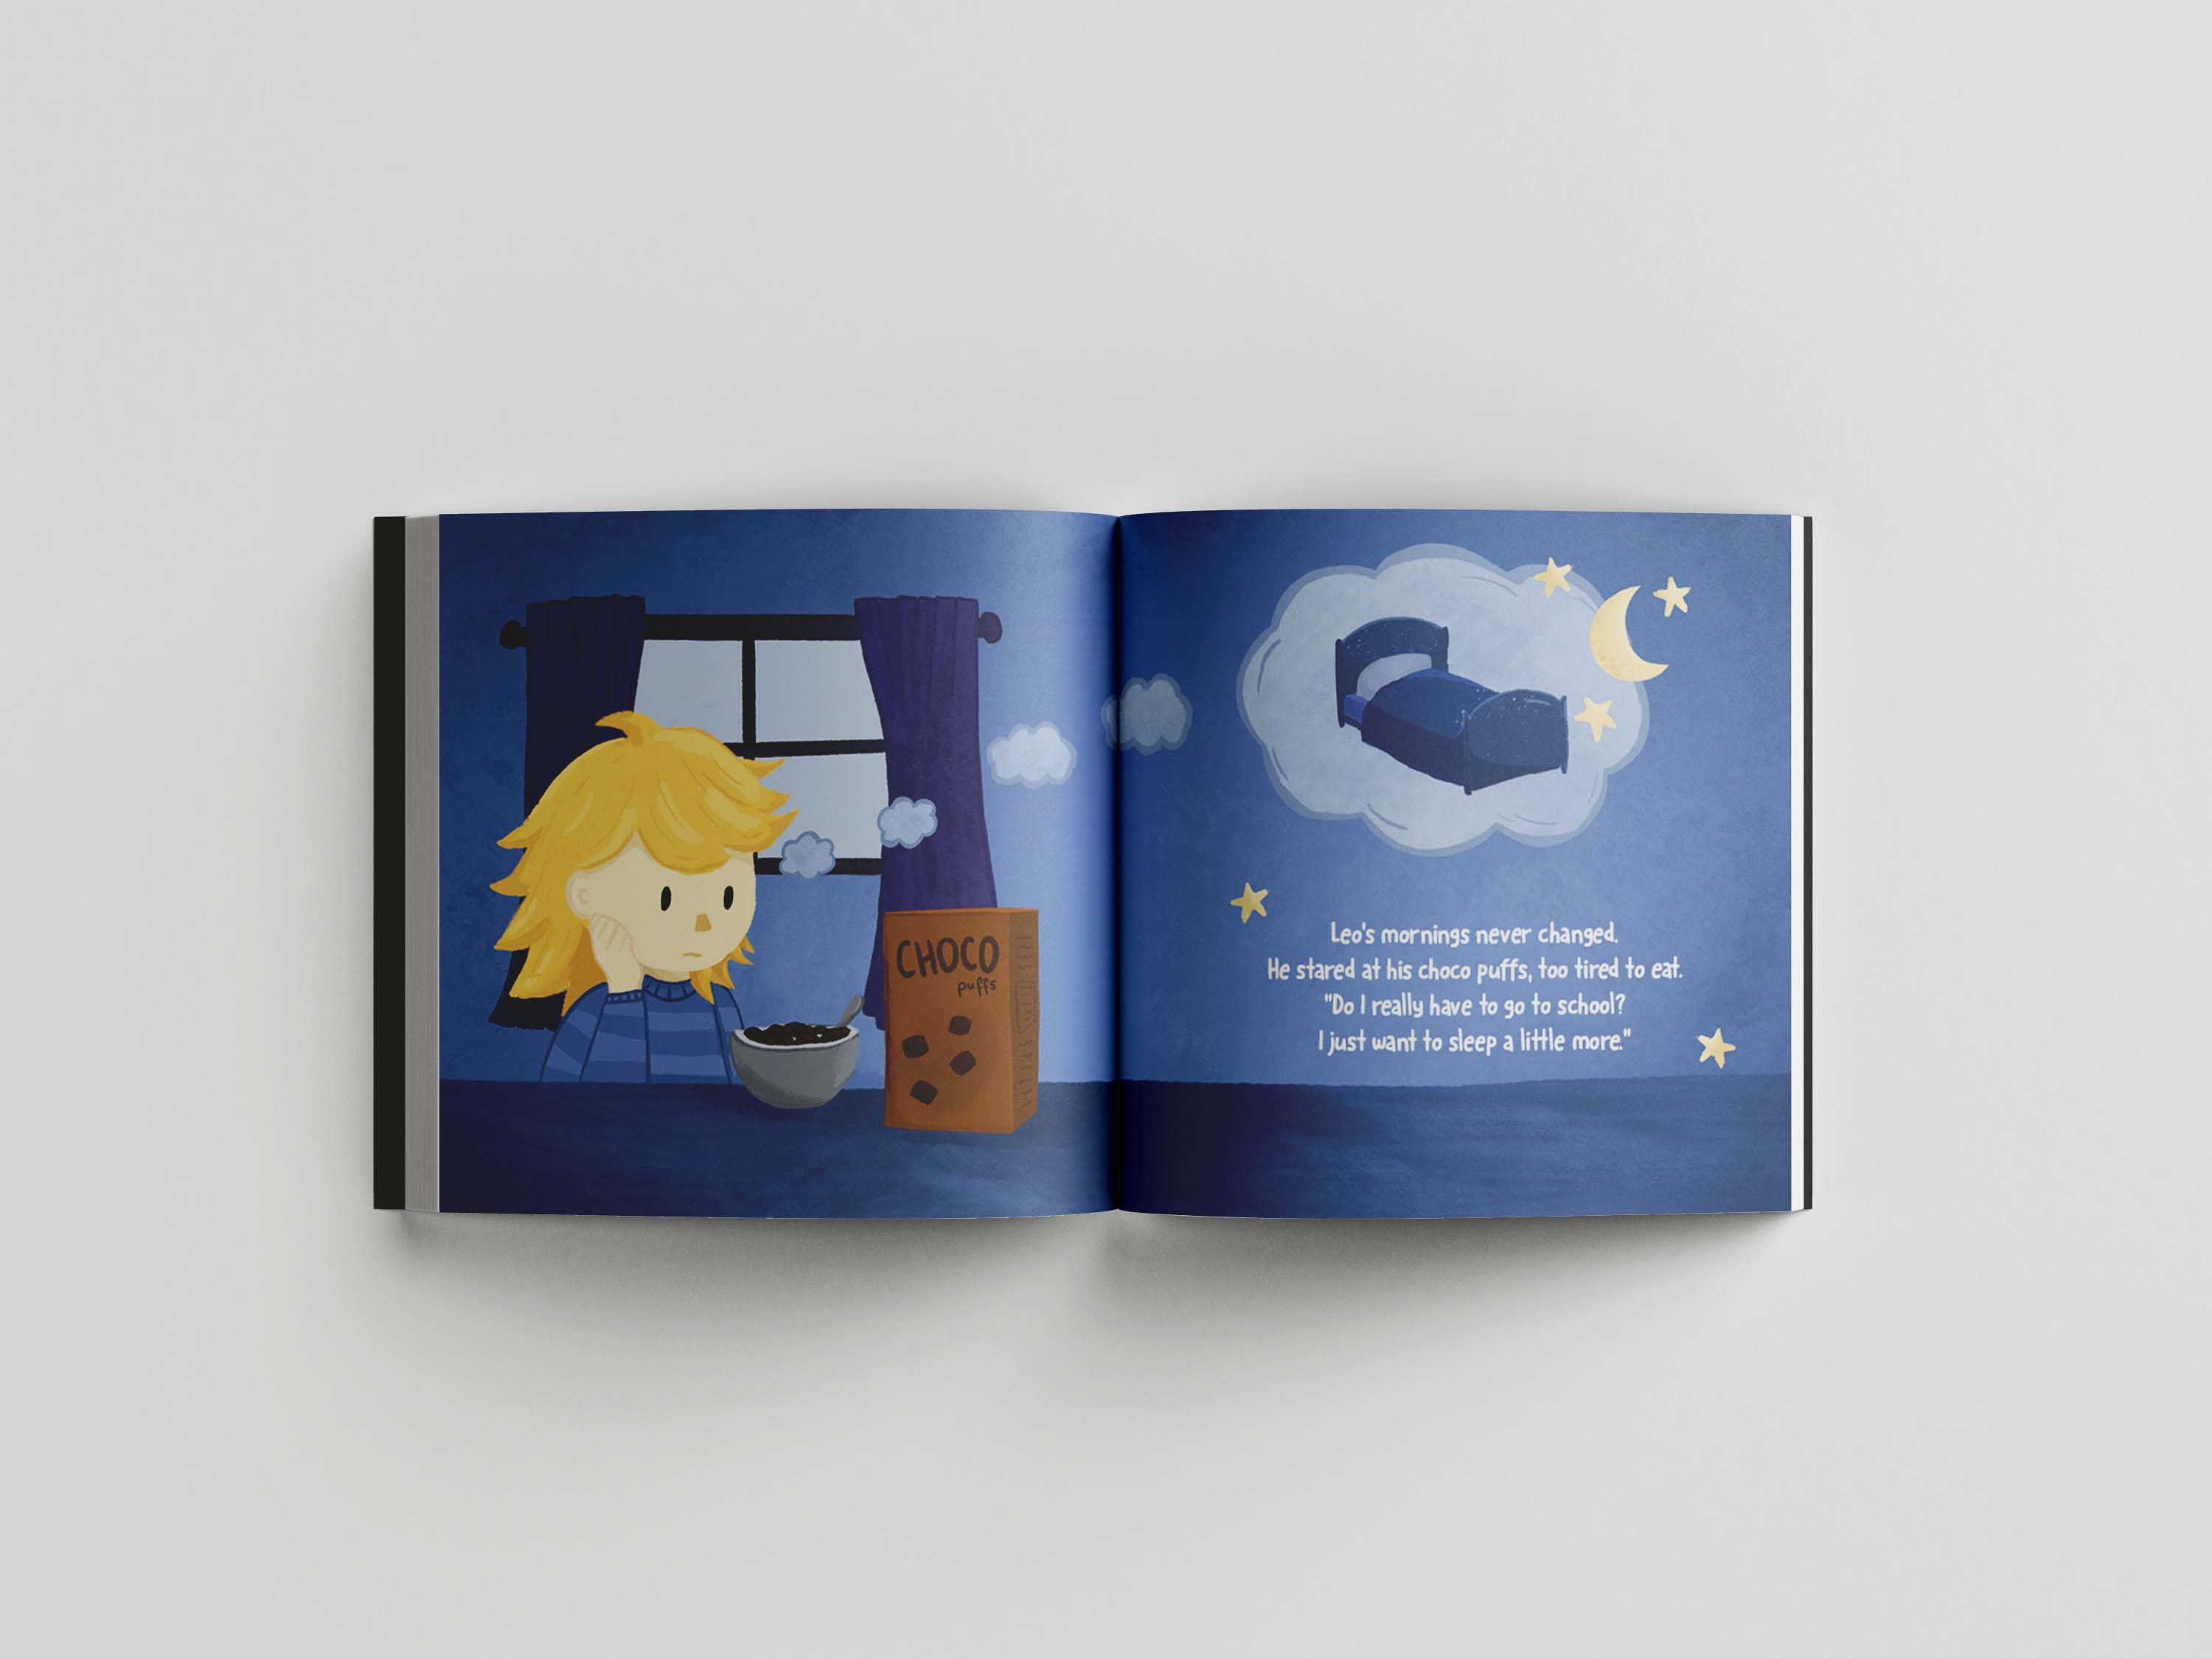 CHOCO
puffs
Leo's mornings never changed.
He stared at his choco puffs, too tired to eat.
"Do I really have to go to school?
I just want to sleep a little more."